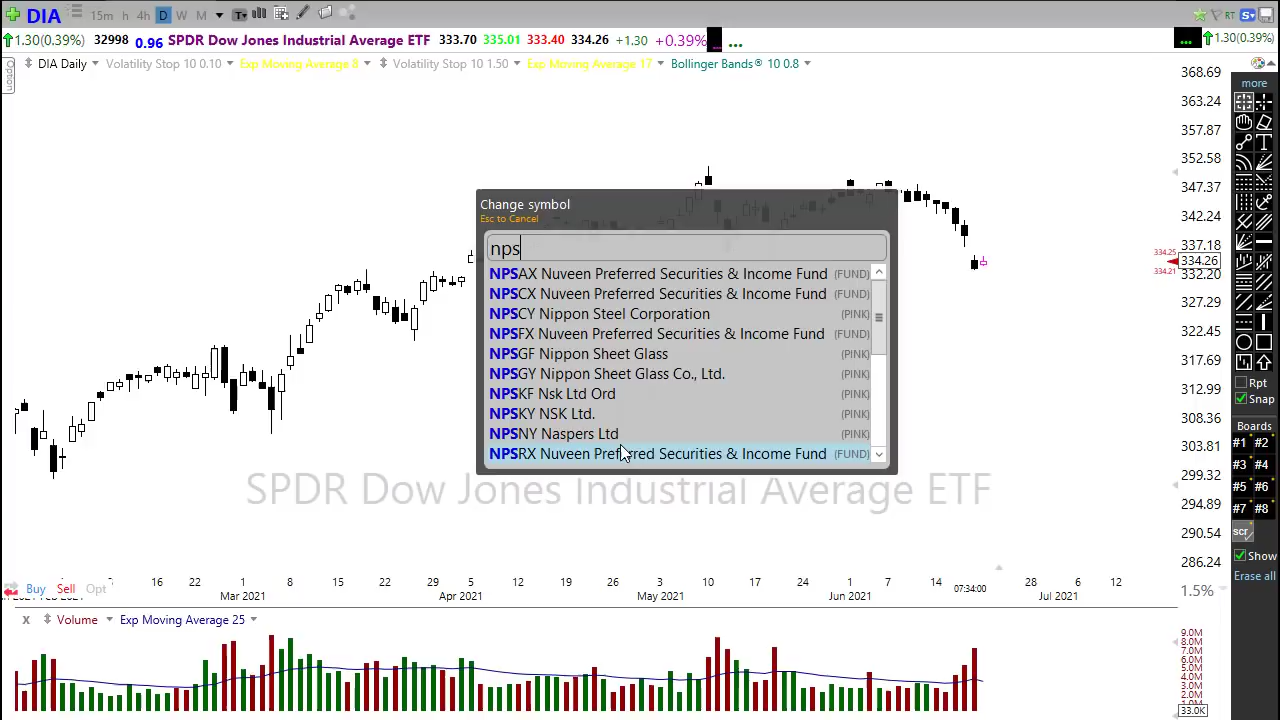 DIA 15m h 4h D W M T
1.30(0.39%) 32998 0.96 SPDR Dow Jones Industrial Average ETF 333.70 335.01 333.40 334.26 +1.30 +0.39% ... ... 1.30(0.39%)
RT S
Option
DIA Daily Volatility Stop 10 0.10 Exp Moving Average 8 Volatility Stop 10 1.50 Exp Moving Average 17 Bollinger Bands® 10 0.8
Change symbol
Esc to Cancel
nps
NPSAX Nuveen Preferred Securities & Income Fund (FUND)
NPSCX Nuveen Preferred Securities & Income Fund (FUND)
NPSCY Nippon Steel Corporation (PINK)
NPSFX Nuveen Preferred Securities & Income Fund (FUND)
NPSGF Nippon Sheet Glass (PINK)
NPSGY Nippon Sheet Glass Co., Ltd. (PINK)
NPSKF Nsk Ltd Ord (PINK)
NPSKY NSK Ltd. (PINK)
NPSNY Naspers Ltd (PINK)
NPSRX Nuveen Preferred Securities & Income Fund (FUND)
SPDR Dow Jones Industrial Average ETF
368.69
363.24
357.87
352.58
347.37
342.24
337.18
334.25
334.26
334.21
333.20
329.27
322.45
317.69
312.99
308.36
303.81
299.32
294.89
290.54
286.24
1.5%
more
T
Rpt
Snap
Boards
#1 #2
#3 #4
#5 #6
#7 #8
scr
Show
Erase all
Buy Sell Opt
16 22 1 8 15 22 29 5 12 19 26 3 10 17 24 1 7 14 28 6 12
Mar 2021 Apr 2021 May 2021 Jun 2021 07:34:00 Jul 2021
x Volume Exp Moving Average 25
9.0M
8.0M
7.0M
6.0M
5.0M
4.0M
3.0M
2.0M
1.0M
33.0K